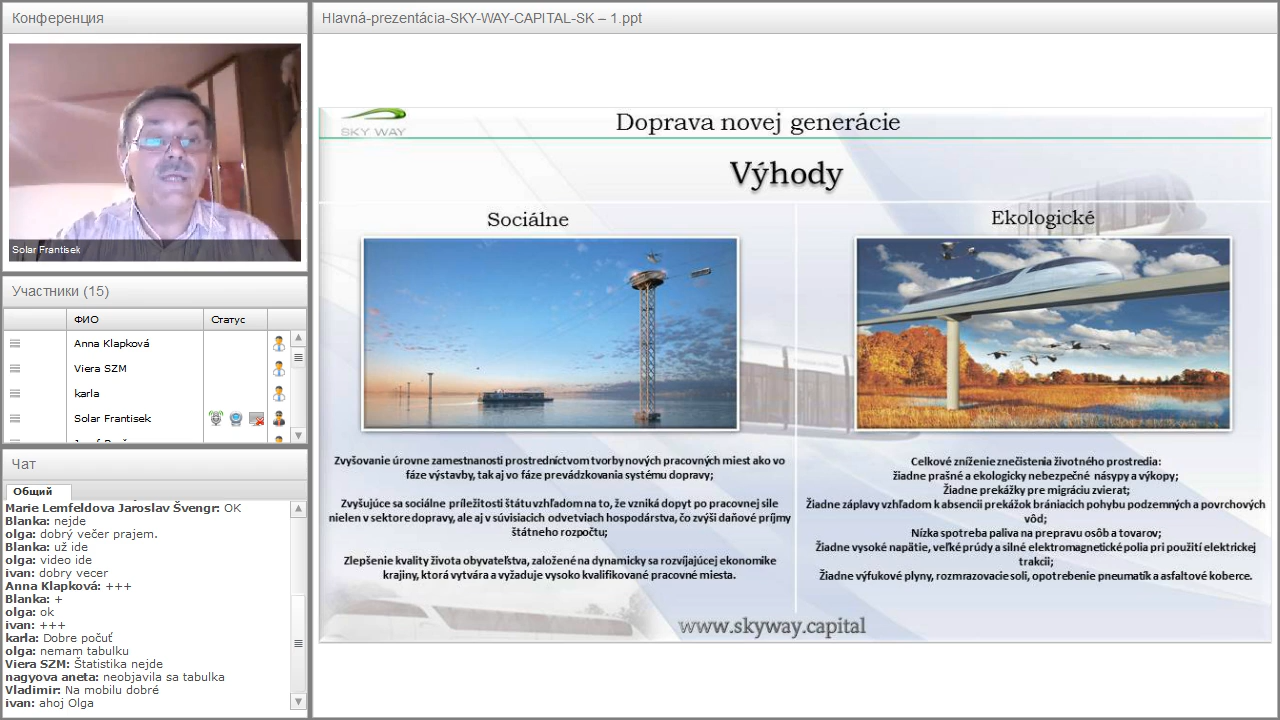 Конференция
Solar Frantisek
Участники (15)
ФИО
Статус
Anna Klapková
Viera SZM
karla
Solar Frantisek
Чат
Общий
Marie Lemfeldova Jaroslav Švengr: OK
Blanka: nejde
olga: dobrý večer prajem.
Blanka: už ide
olga: video ide
ivan: dobry vecer
Anna Klapková: +++
Blanka: +
olga: ok
ivan: +++
karla: Dobre počuť
olga: nemam tabulku
Viera SZM: Štatistika nejde
nagyova aneta: neobjavila sa tabulka
Vladimir: Na mobilu dobré
ivan: ahoj Olga
Hlavná-prezentácia-SKY-WAY-CAPITAL-SK – 1.ppt
SKY WAY
Doprava novej generácie
Výhody
Sociálne
Zvyšovanie úrovne zamestnanosti prostredníctvom tvorby nových pracovných miest ako vo
fáze výstavby, tak aj vo fáze prevádzkovania systému dopravy;
Zvyšujúce sa sociálne príležitosti štátu vzhľadom na to, že vzniká dopyt po pracovnej sile
nielen v sektore dopravy, ale aj v súvisiacich odvetviach hospodárstva, čo zvýši daňové príjmy
štátneho rozpočtu;
Zlepšenie kvality života obyvateľstva, založené na dynamicky sa rozvíjajúcej ekonomike
krajiny, ktorá vytvára a vyžaduje vysoko kvalifikované pracovné miesta.
Ekologické
Celkové zníženie znečistenia životného prostredia:
žiadne prašné a ekologicky nebezpečné násypy a výkopy;
Žiadne prekážky pre migráciu zvierat;
Žiadne záplavy vzhľadom k absencii prekážok brániacich pohybu podzemných a povrchových
vôd;
Nízka spotreba paliva na prepravu osôb a tovarov;
Žiadne vysoké napätie, veľké prúdy a silné elektromagnetické polia pri použití elektrickej
trakcii;
Žiadne výfukové plyny, rozmrazovacie soli, opotrebenie pneumatík a asfaltové koberce.
www.skyway.capital